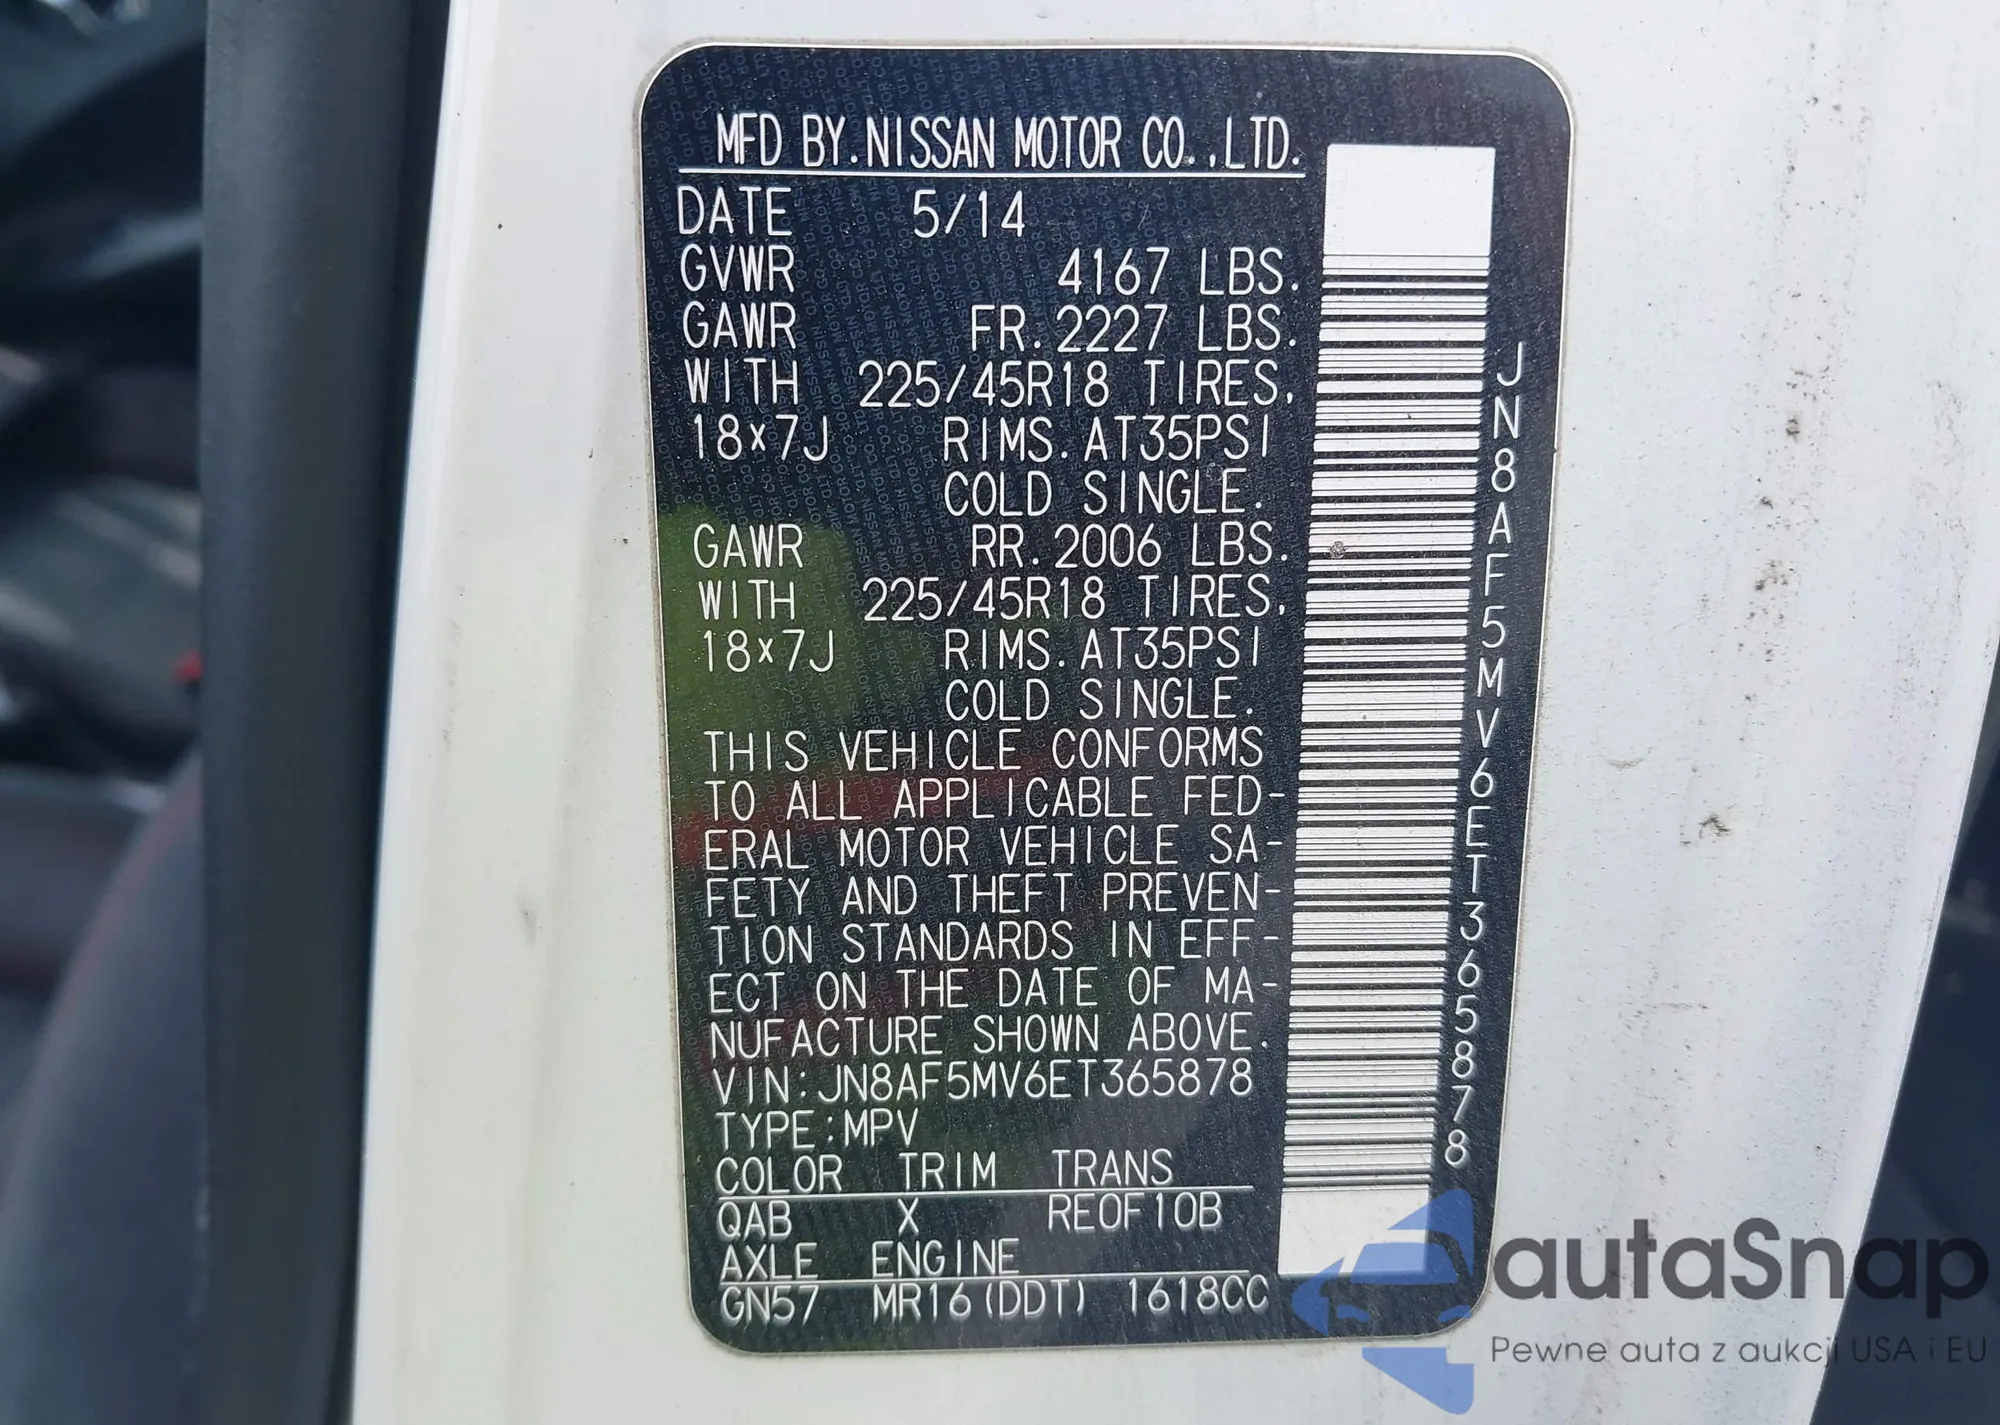 MFD BY.NISSAN MOTOR CO.,LTD.
DATE 5/14
GVWR 4167 LBS.
GAWR FR.2227 LBS.
WITH 225/45R18 TIRES,
18×7J RIMS.AT35PSI
COLD SINGLE.
GAWR RR.2006 LBS.
WITH 225/45R18 TIRES,
18×7J RIMS.AT35PSI
COLD SINGLE.
THIS VEHICLE CONFORMS
TO ALL APPLICABLE FED-
ERAL MOTOR VEHICLE SA-
FETY AND THEFT PREVEN-
TION STANDARDS IN EFF-
ECT ON THE DATE OF MA-
NUFACTURE SHOWN ABOVE.
VIN:JN8AF5MV6ET365878
TYPE:MPV
COLOR TRIM TRANS
QAB X RE0F10B
AXLE ENGINE
GN57 MR16(DDT) 1618CC
JN8AF5MV6ET365878
autaSnap
Pewne auta z aukcji USA i EU